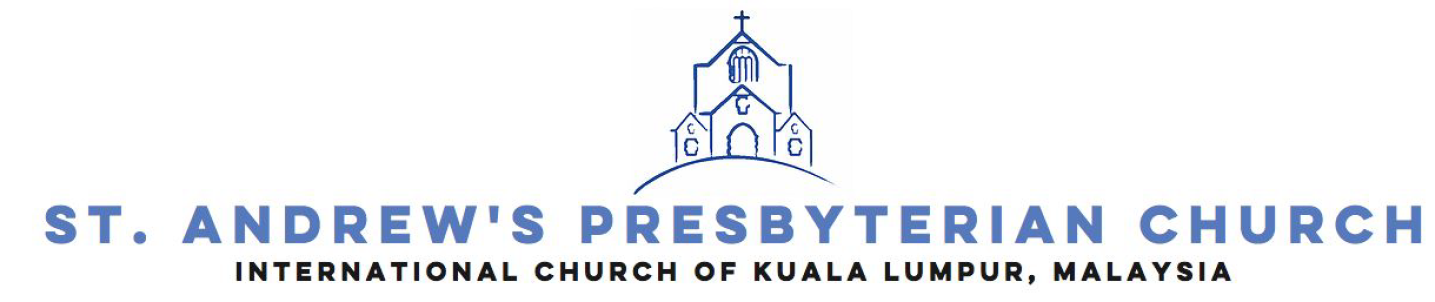 ST. ANDREW'S PRESBYTERIAN CHURCH
INTERNATIONAL CHURCH OF KUALA LUMPUR, MALAYSIA